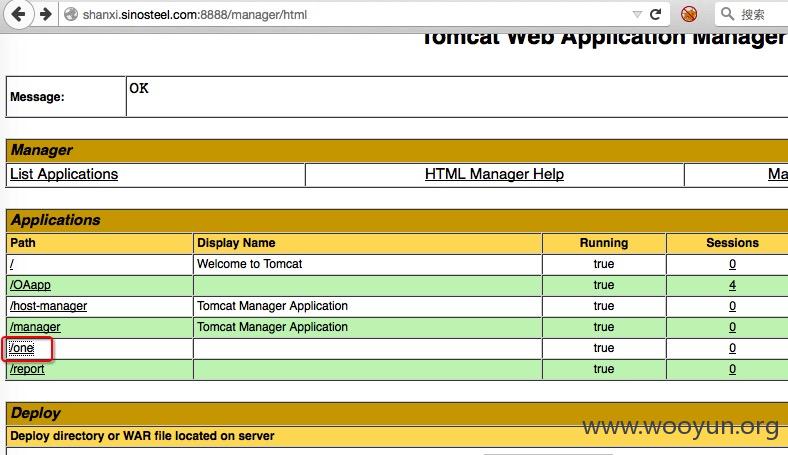 shanxi.sinosteel.com:8888/manager/html
搜索
Tomcat Web Application Manager
Message:
OK
Manager
List Applications
HTML Manager Help
Ma
Applications
Path Display Name Running Sessions
/ Welcome to Tomcat true 0
/OAapp true 4
/host-manager Tomcat Manager Application true 0
/manager Tomcat Manager Application true 0
/one true 0
/report true 0
Deploy
Deploy directory or WAR file located on server
www.wooyun.org